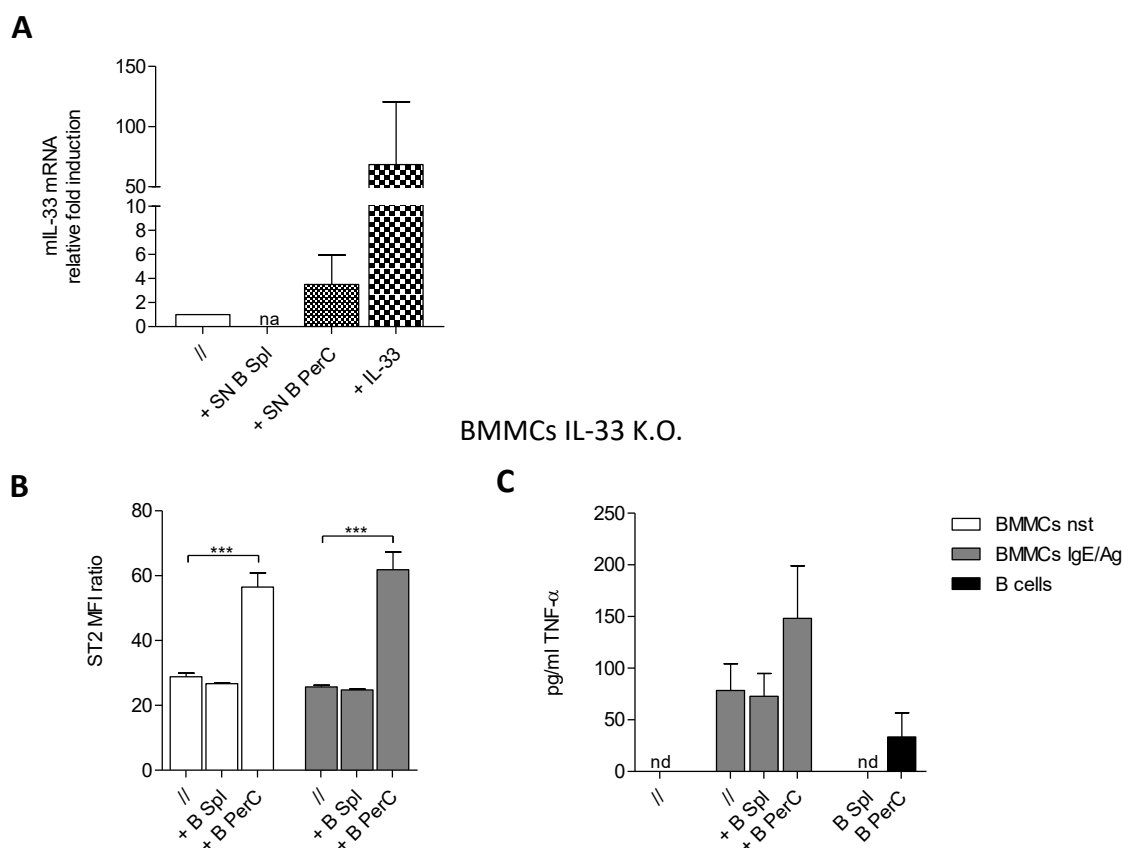 A
mIL-33 mRNA
relative fold induction
150
100
50
10
8
6
4
2
0
na
//
+ SN B Spl
+ SN B PerC
+ IL-33
BMMCs IL-33 K.O.
B
ST2 MFI ratio
80
60
40
20
0
***
***
//
+ B Spl
+ B PerC
//
+ B Spl
+ B PerC
C
pg/ml TNF-α
250
200
150
100
50
0
nd
nd
//
//
+ B Spl
+ B PerC
B Spl
B PerC
BMMCs nst
BMMCs IgE/Ag
B cells